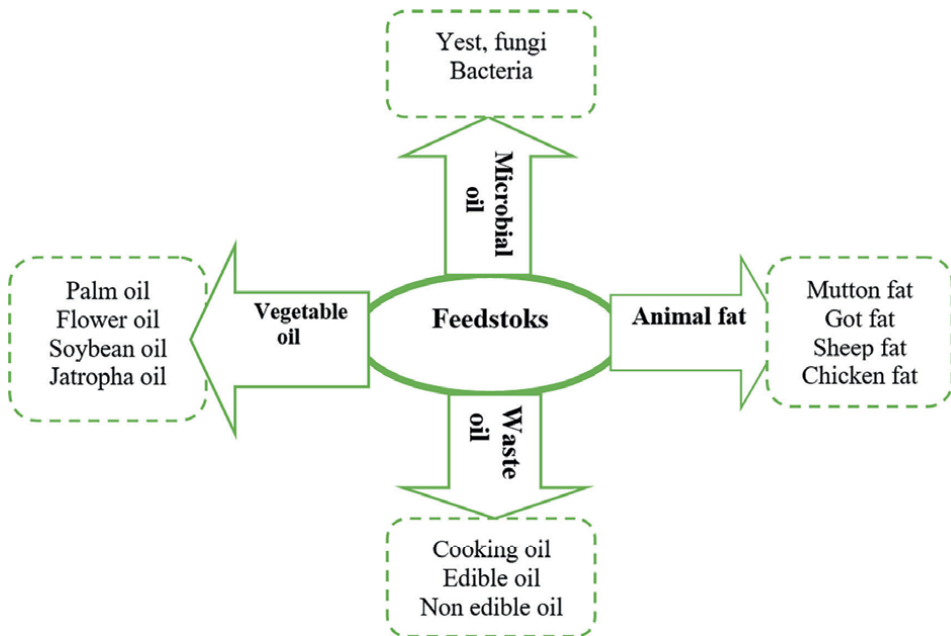 Yest, fungi
Bacteria
Microbial
oil
Palm oil
Flower oil
Soybean oil
Jatropha oil
Vegetable
oil
Feedstoks
Animal fat
Mutton fat
Got fat
Sheep fat
Chicken fat
Waste
oil
Cooking oil
Edible oil
Non edible oil